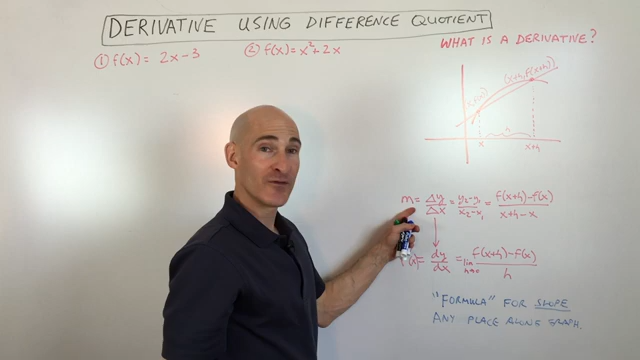 DERIVATIVE USING DIFFERENCE QUOTIENT
WHAT IS A DERIVATIVE?
① f(x) = 2x - 3
② f(x) = x² + 2x
(x+h, f(x+h))
h
x
x+h
m = Δy/Δx = y₂-y₁/x₂-x₁ = f(x+h)-f(x)/x+h-x
= dy/dx = lim h→0 f(x+h)-f(x)/h
"FORMULA" FOR SLOPE
ANY PLACE ALONG GRAPH.